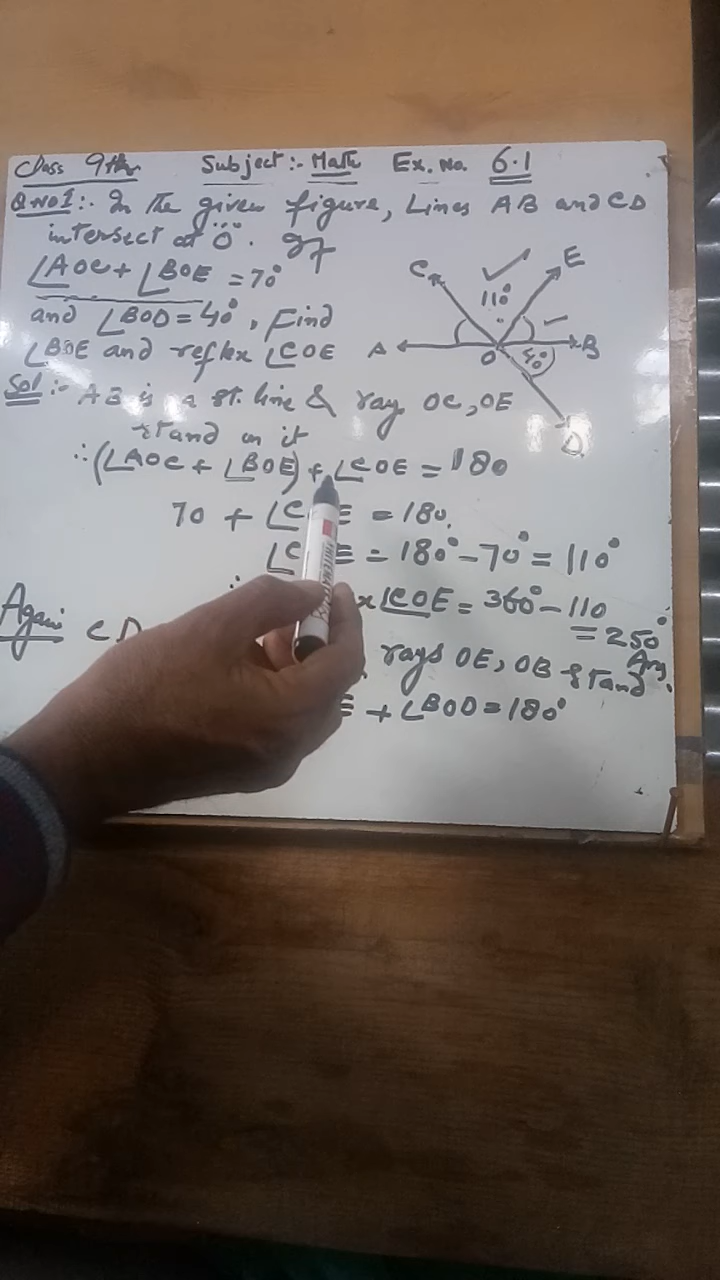 Class 9th Subject:- Math Ex. No. 6.1
Q.No1:- In the given figure, Lines AB and CD
intersect at "O". If
∠AOC + ∠BOE = 70°
and ∠BOD = 40°, Find
∠BOE and reflex ∠COE
C E
110°
A O B
40°
D
Sol:- AB is a st. line & ray OC, OE
stand on it
∴ (∠AOC + ∠BOE) + ∠COE = 180
70 + ∠C E = 180.
∠C E = 180° - 70° = 110°
∴ x ∠COE = 360° - 110
= 250° Ans.
Again CD rays OE, OB stand
E + ∠BOD = 180°